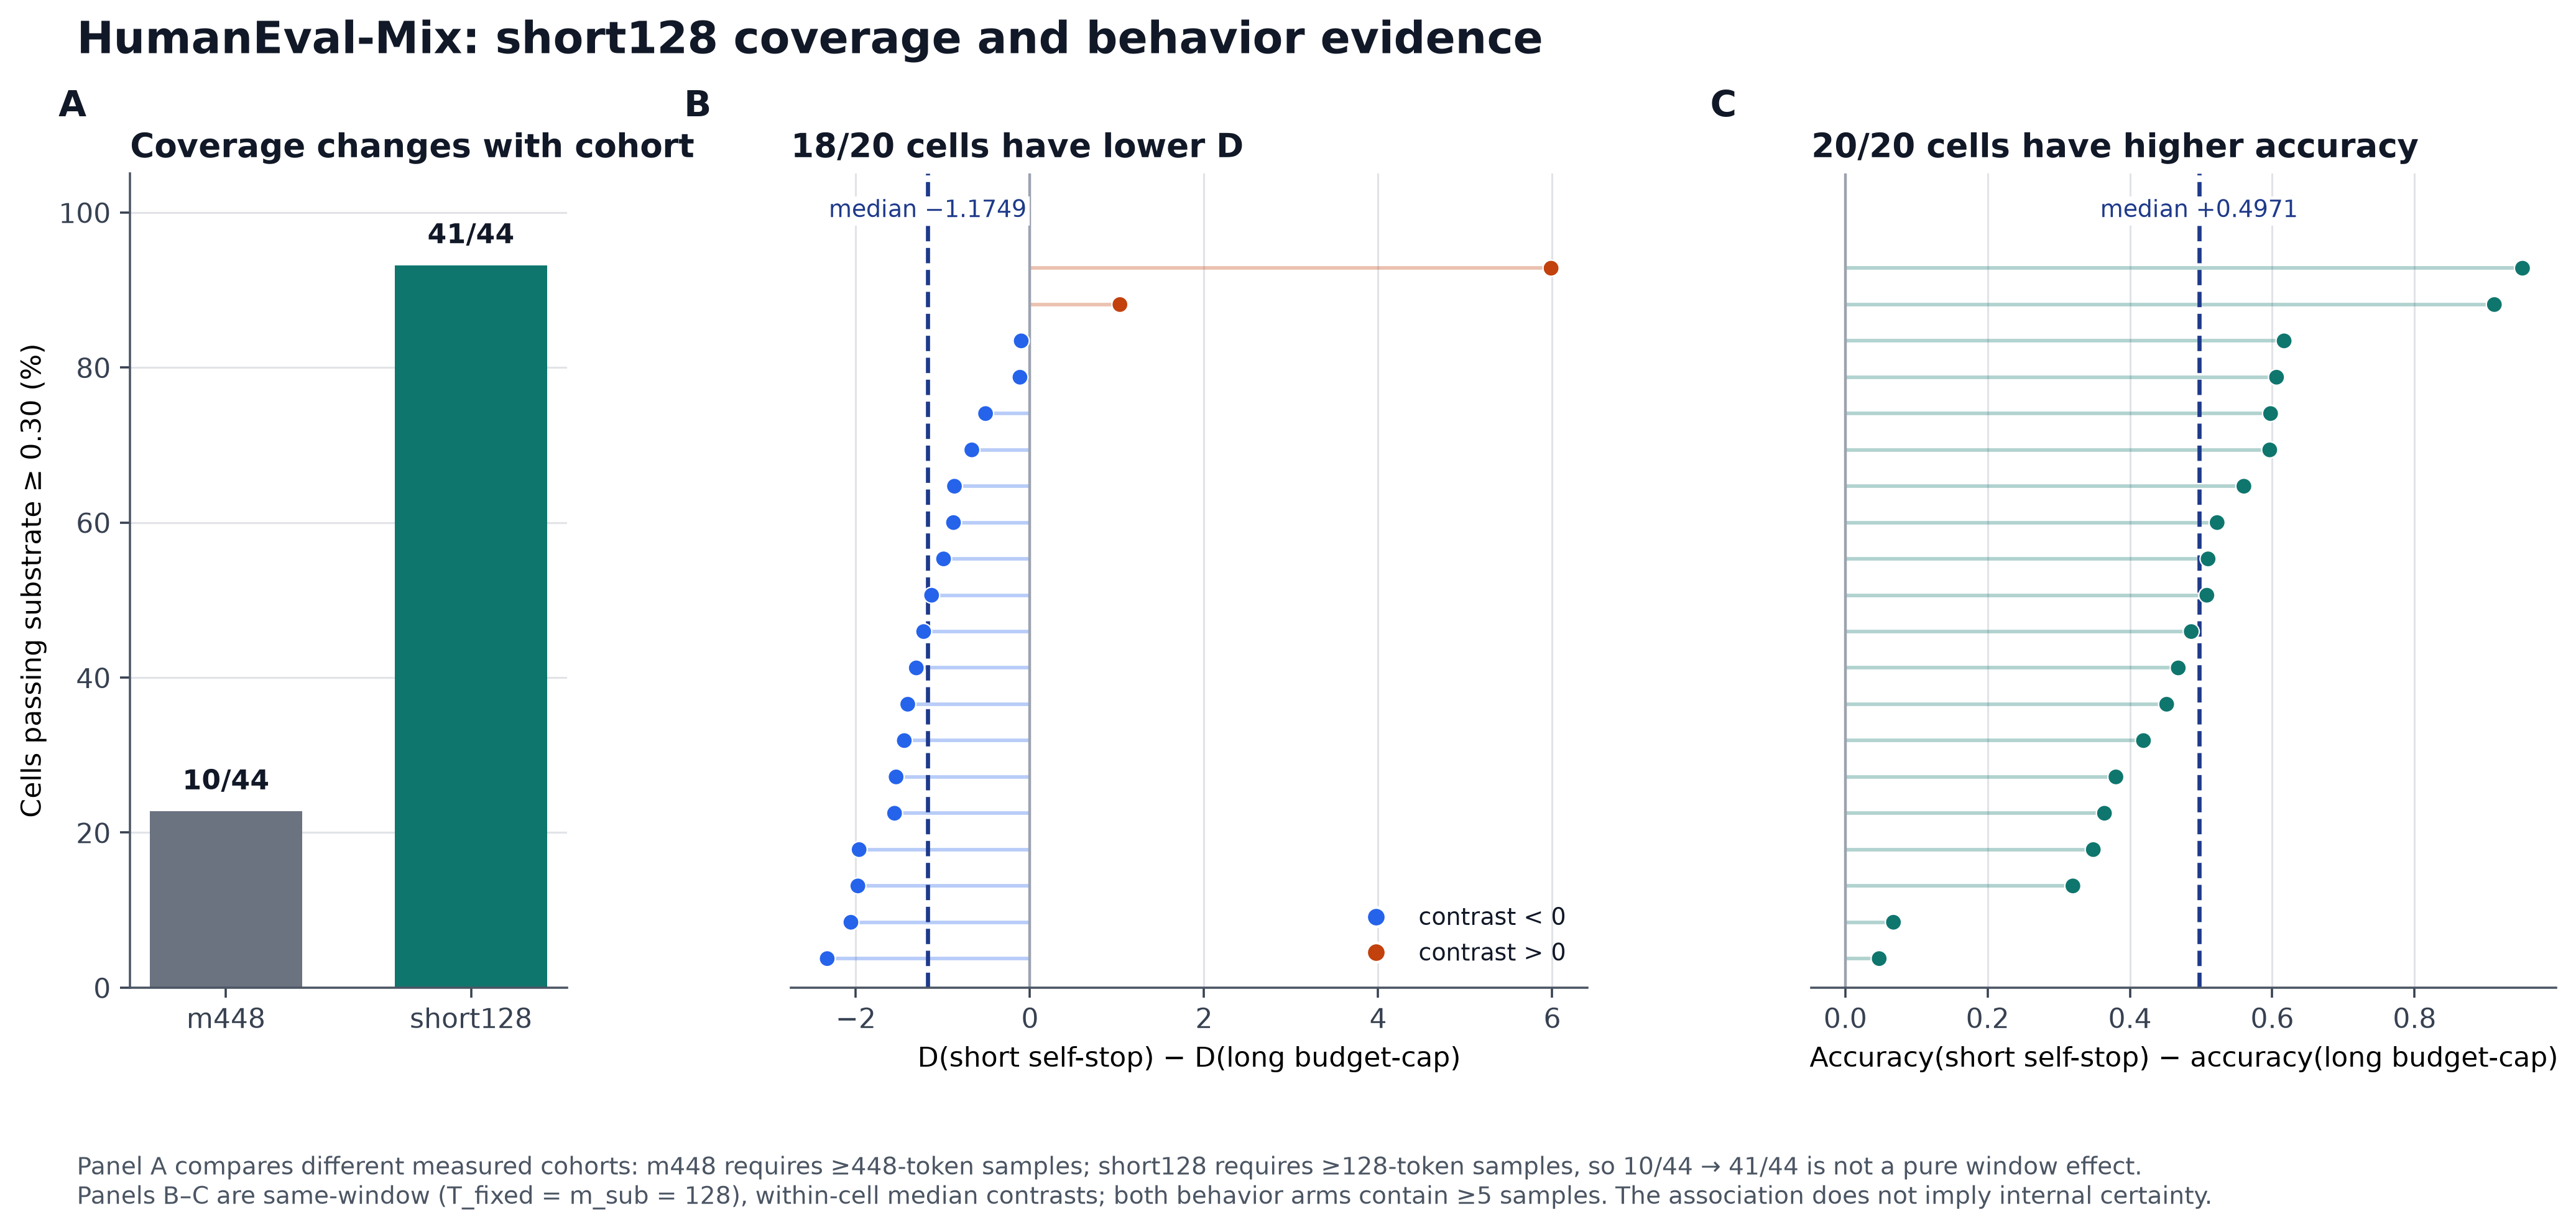 HumanEval-Mix: short128 coverage and behavior evidence
A
Coverage changes with cohort
Cells passing substrate ≥ 0.30 (%)
100
80
60
40
20
0
10/44
41/44
m448
short128
B
18/20 cells have lower D
median −1.1749
contrast < 0
contrast > 0
−2
0
2
4
6
D(short self-stop) − D(long budget-cap)
C
20/20 cells have higher accuracy
median +0.4971
0.0
0.2
0.4
0.6
0.8
Accuracy(short self-stop) − accuracy(long budget-cap)
Panel A compares different measured cohorts: m448 requires ≥448-token samples; short128 requires ≥128-token samples, so 10/44 → 41/44 is not a pure window effect.
Panels B–C are same-window (T_fixed = m_sub = 128), within-cell median contrasts; both behavior arms contain ≥5 samples. The association does not imply internal certainty.